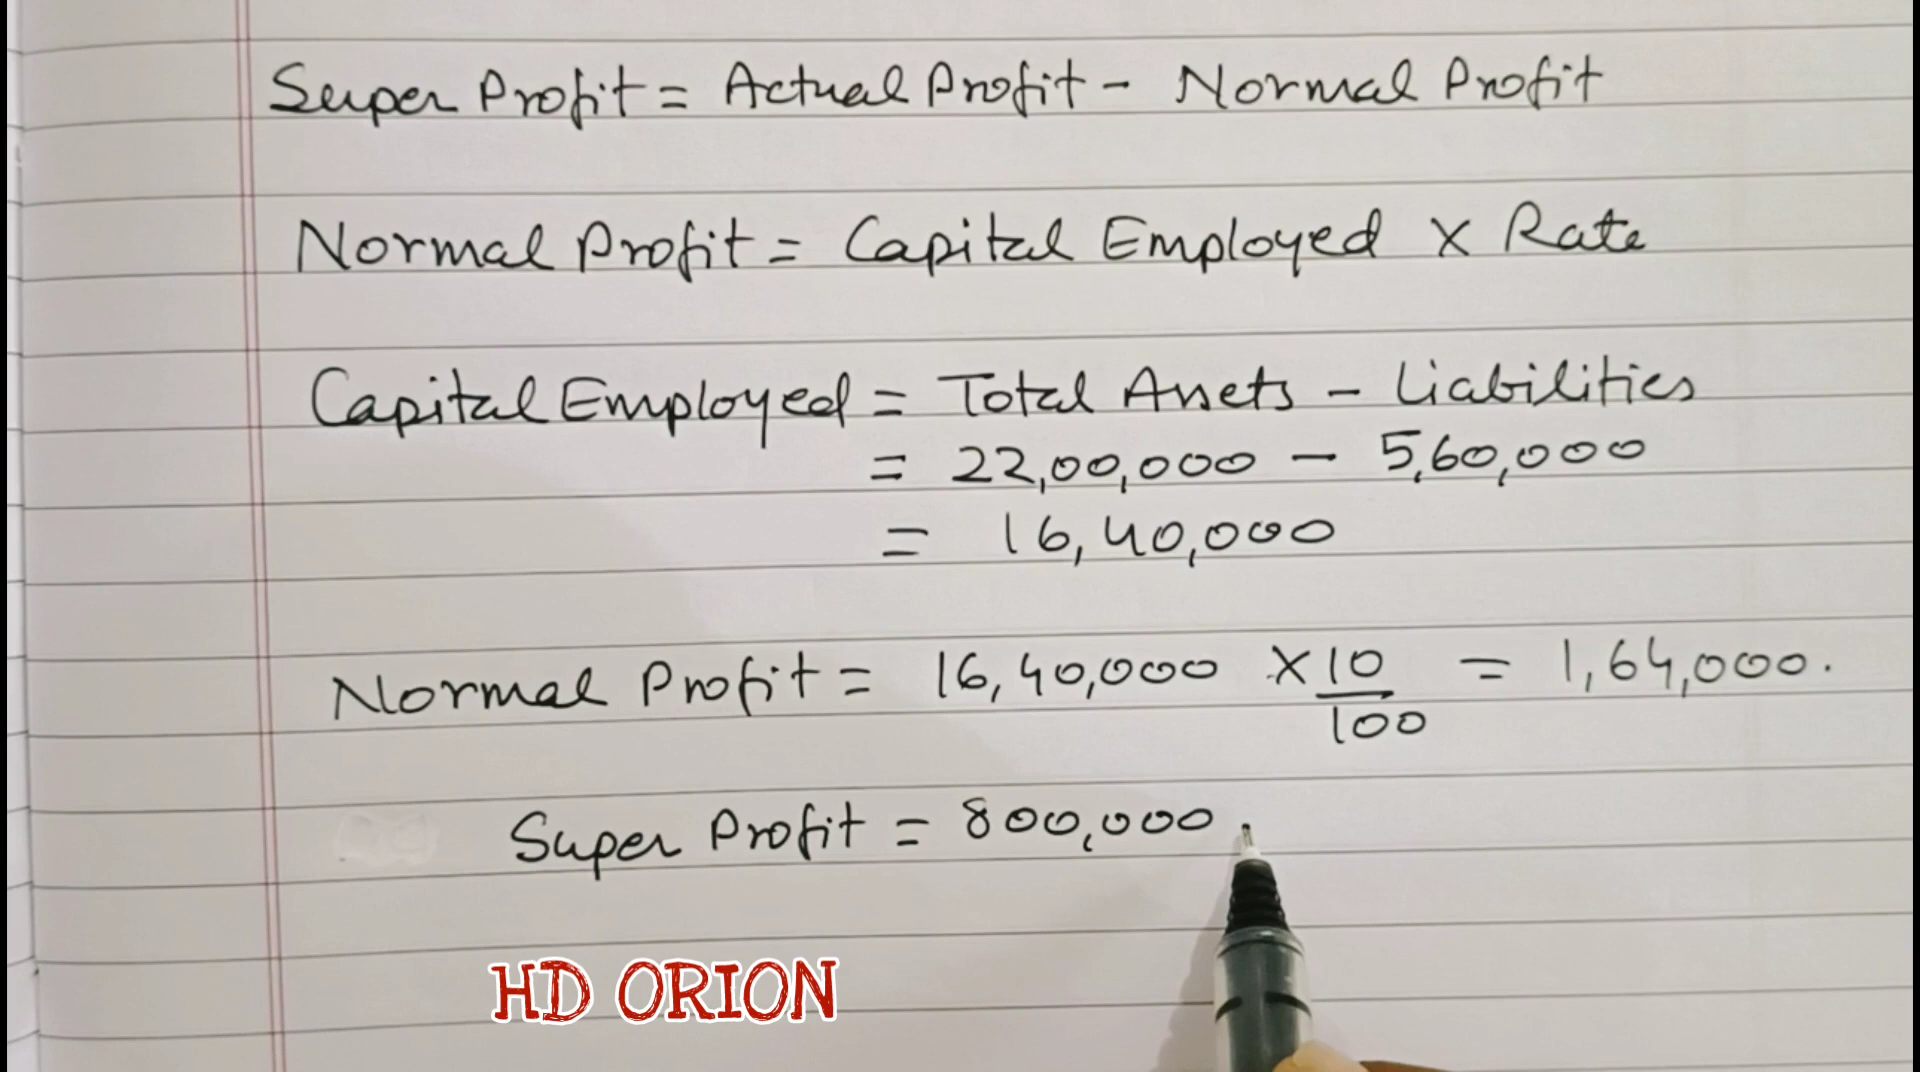 Super Profit = Actual Profit - Normal Profit
Normal Profit = Capital Employed X Rate
Capital Employed = Total Assets - Liabilities
= 22,00,000 - 5,60,000
= 16,40,000
Normal Profit = 16,40,000 X 10/100 = 1,64,000.
Super Profit = 800,000
HD ORION